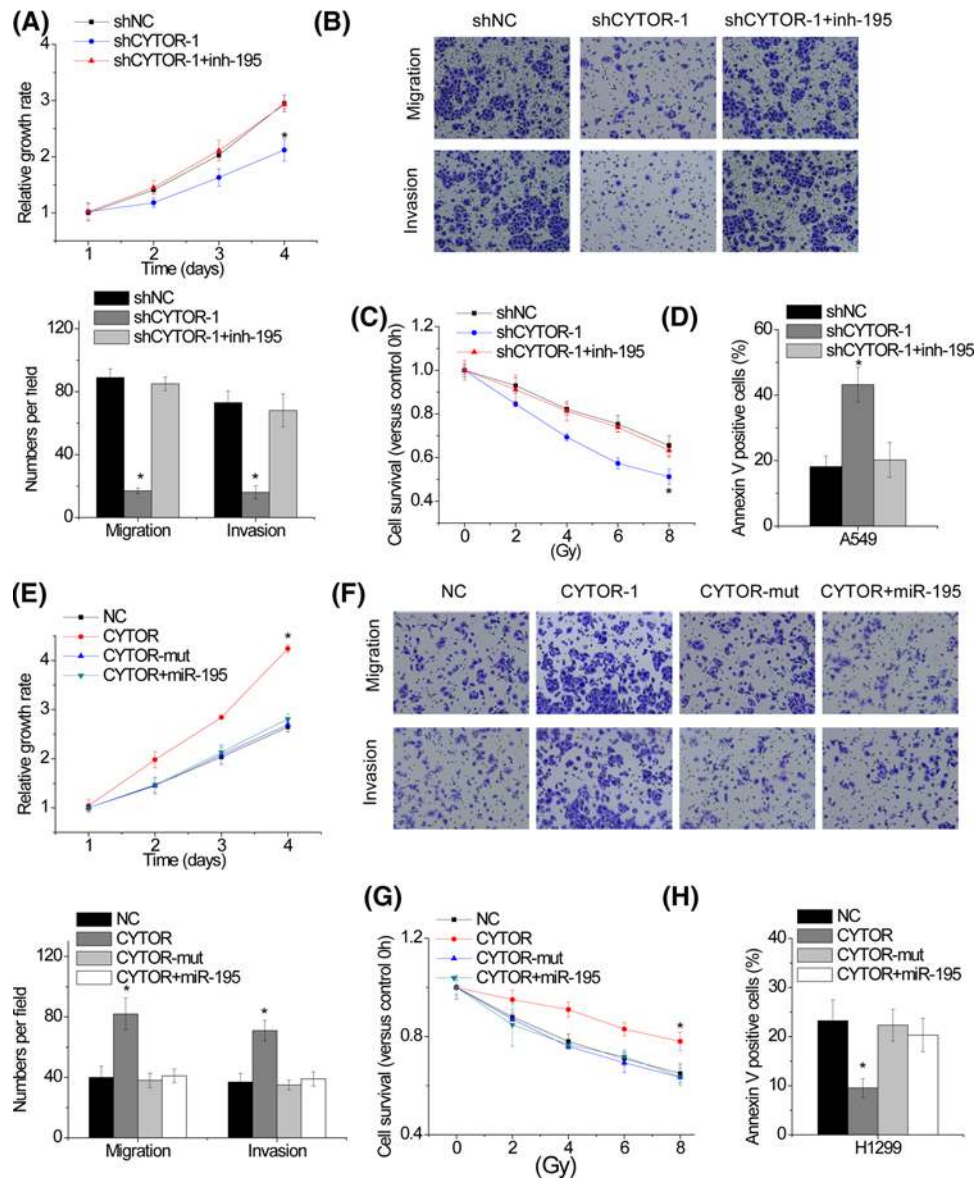 (A)
shNC
shCYTOR-1
shCYTOR-1+inh-195
Relative growth rate
4
3
2
1
1 2 3 4
Time (days)
*
(B)
shNC shCYTOR-1 shCYTOR-1+inh-195
Migration
Invasion
shNC
shCYTOR-1
shCYTOR-1+inh-195
Numbers per field
120
80
40
0
* *
Migration Invasion
(C)
shNC
shCYTOR-1
shCYTOR-1+inh-195
Cell survival (versus control 0h)
1.2
1.0
0.8
0.6
0.4
*
0 2 4 6 8
(Gy)
(D)
shNC
shCYTOR-1
shCYTOR-1+inh-195
Annexin V positive cells (%)
60
40
20
0
*
A549
(E)
NC
CYTOR
CYTOR-mut
CYTOR+miR-195
Relative growth rate
4
3
2
1
*
1 2 3 4
Time (days)
(F)
NC CYTOR-1 CYTOR-mut CYTOR+miR-195
Migration
Invasion
NC
CYTOR
CYTOR-mut
CYTOR+miR-195
Numbers per field
120
80
40
0
* *
Migration Invasion
(G)
NC
CYTOR
CYTOR-mut
CYTOR+miR-195
Cell survival (versus control 0h)
1.2
0.8
0.4
*
0 2 4 6 8
(Gy)
(H)
NC
CYTOR
CYTOR-mut
CYTOR+miR-195
Annexin V positive cells (%)
40
30
20
10
0
*
H1299